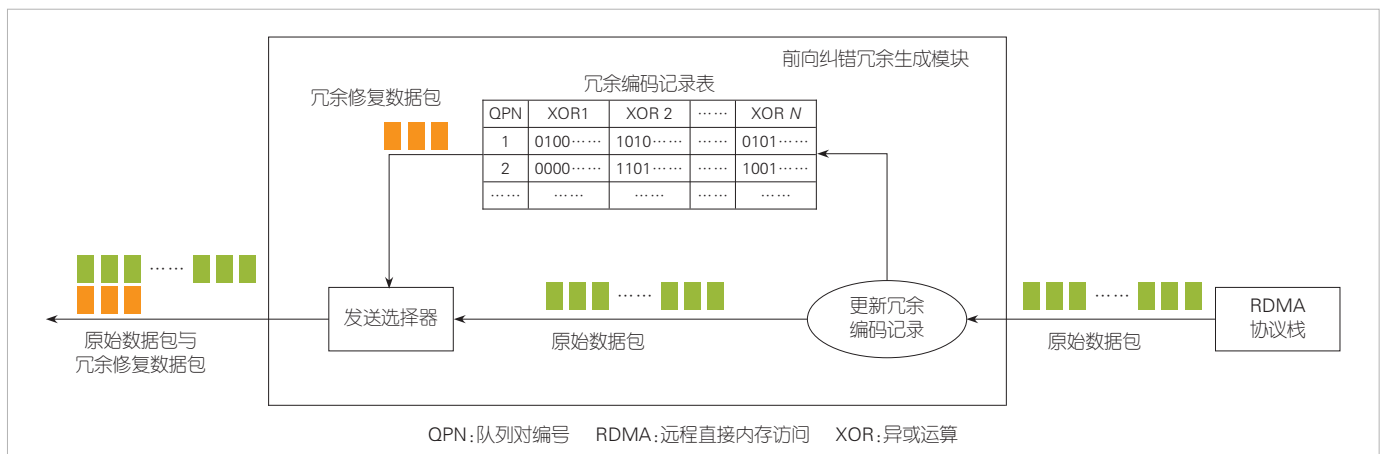 前向纠错冗余生成模块
冗余编码记录表
冗余修复数据包
QPN XOR1 XOR 2 …… XOR N
1 0100…… 1010…… …… 0101……
2 0000…… 1101…… …… 1001……
…… …… …… …… ……
…… …… ……
发送选择器
更新冗余
编码记录
RDMA
协议栈
原始数据包与
冗余修复数据包
原始数据包
原始数据包
QPN:队列对编号 RDMA:远程直接内存访问 XOR:异或运算